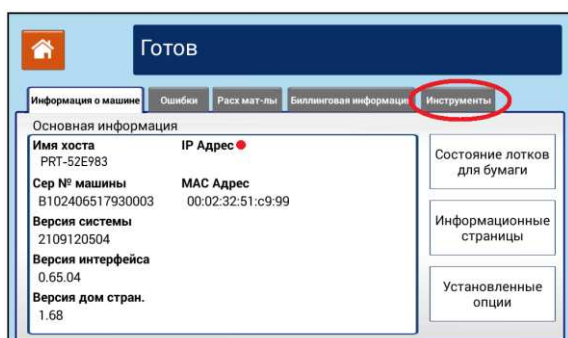 Готов
Информация о машине
Ошибки
Расх мат-лы
Биллинговая информация
Инструменты
Основная информация
Имя хоста
IP Адрес
PRT-52E983
Сер № машины
MAC Адрес
B102406517930003
00:02:32:51:c9:99
Версия системы
2109120504
Версия интерфейса
0.65.04
Версия дом стран.
1.68
Состояние лотков
для бумаги
Информационные
страницы
Установленные
опции